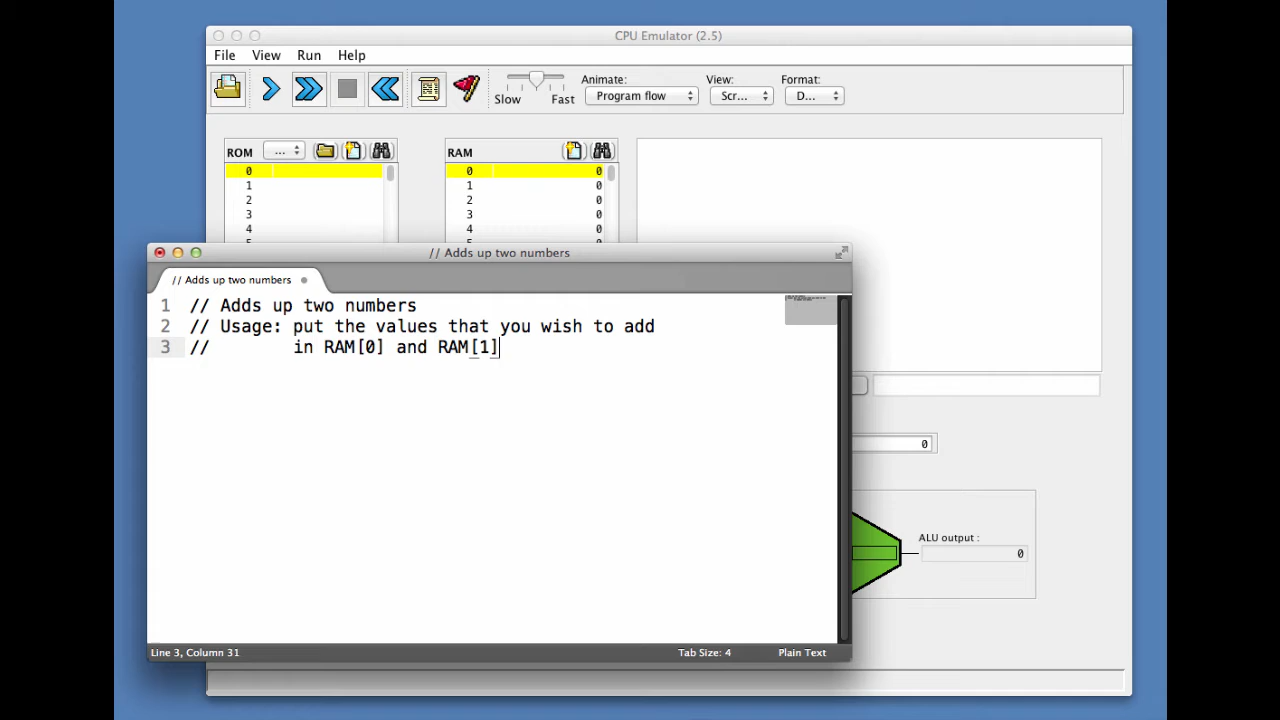 CPU Emulator (2.5)
File View Run Help
Slow Fast
Animate:
Program flow
View:
Scr...
Format:
D...
ROM ...
RAM
0 0 0
1 1 0
2 2 0
3 3 0
4 4 0
// Adds up two numbers
// Adds up two numbers
1 // Adds up two numbers
2 // Usage: put the values that you wish to add
3 // in RAM[0] and RAM[1]
0
ALU output :
0
Line 3, Column 31 Tab Size: 4 Plain Text